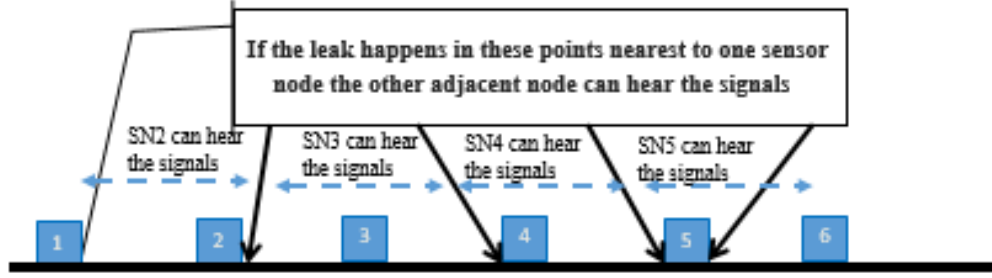 If the leak happens in these points nearest to one sensor
node the other adjacent node can hear the signals
SN2 can hear
the signals
SN3 can hear
the signals
SN4 can hear
the signals
SN5 can hear
the signals
1
2
3
4
5
6